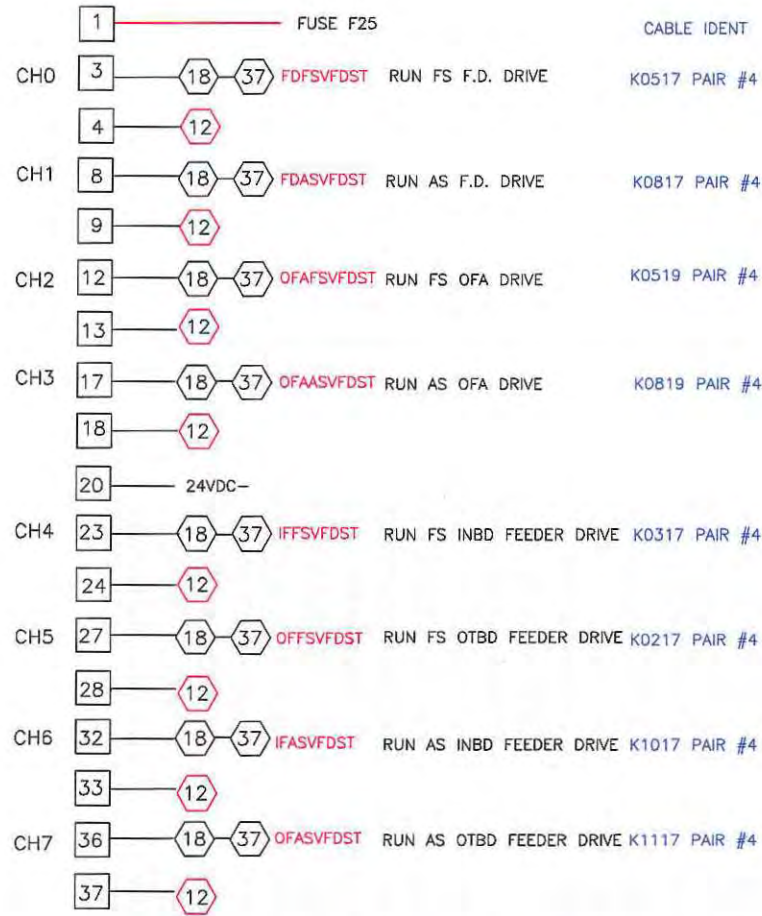 1 FUSE F25 CABLE IDENT
CH0 3 18 37 FDFSVFDST RUN FS F.D. DRIVE K0517 PAIR #4
4 12
CH1 8 18 37 FDASVFDST RUN AS F.D. DRIVE K0817 PAIR #4
9 12
CH2 12 18 37 OFAFSVFDST RUN FS OFA DRIVE K0519 PAIR #4
13 12
CH3 17 18 37 OFAASVFDST RUN AS OFA DRIVE K0819 PAIR #4
18 12
20 24VDC-
CH4 23 18 37 IFFSVFDST RUN FS INBD FEEDER DRIVE K0317 PAIR #4
24 12
CH5 27 18 37 OFFSVFDST RUN FS OTBD FEEDER DRIVE K0217 PAIR #4
28 12
CH6 32 18 37 IFASVFDST RUN AS INBD FEEDER DRIVE K1017 PAIR #4
33 12
CH7 36 18 37 OFASVFDST RUN AS OTBD FEEDER DRIVE K1117 PAIR #4
37 12